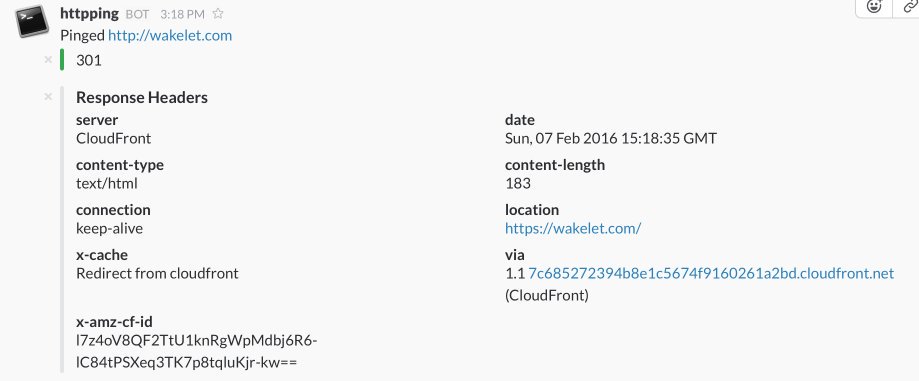 httpping BOT 3:18 PM
Pinged http://wakelet.com
301
Response Headers
server
CloudFront
date
Sun, 07 Feb 2016 15:18:35 GMT
content-type
text/html
content-length
183
connection
keep-alive
location
https://wakelet.com/
x-cache
Redirect from cloudfront
via
1.1 7c685272394b8e1c5674f9160261a2bd.cloudfront.net
(CloudFront)
x-amz-cf-id
l7z4oV8QF2TtU1knRgWpMdbj6R6-
lC84tPSXeq3TK7p8tqluKjr-kw==